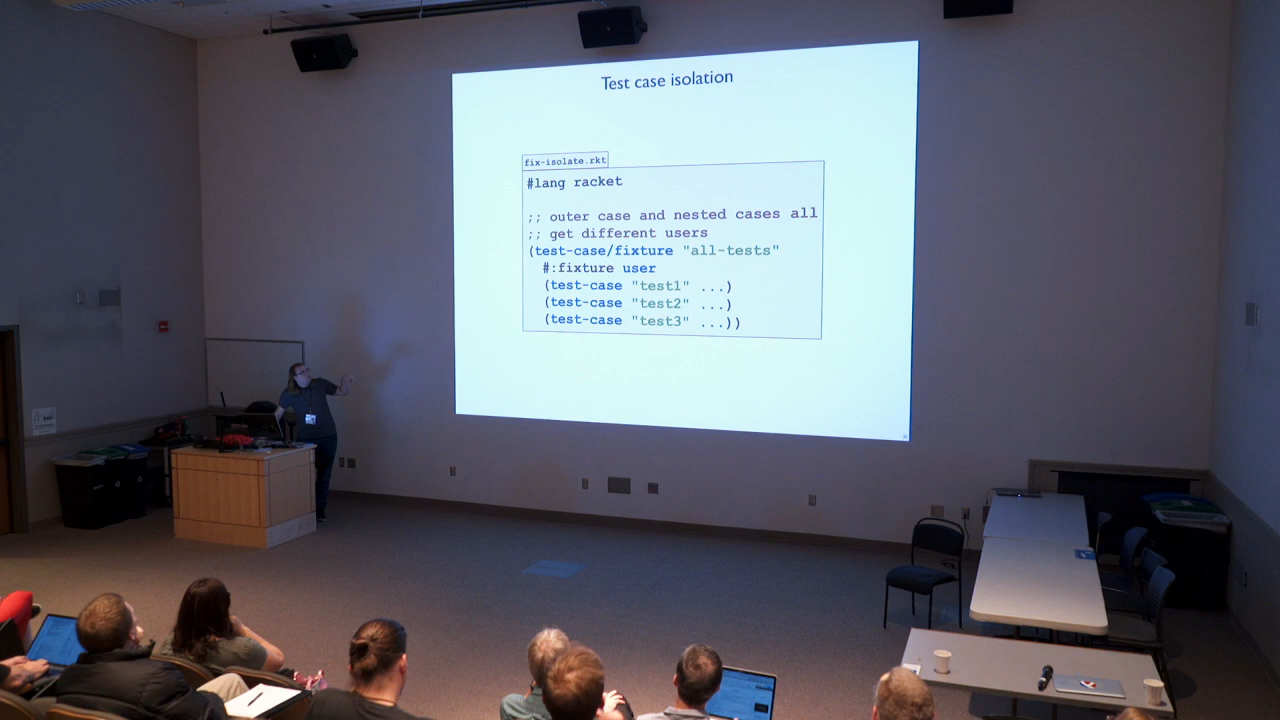 Test case isolation
fix-isolate.rkt
#lang racket
;; outer case and nested cases all
;; get different users
(test-case/fixture "all-tests"
#:fixture user
(test-case "test1" ...)
(test-case "test2" ...)
(test-case "test3" ...))